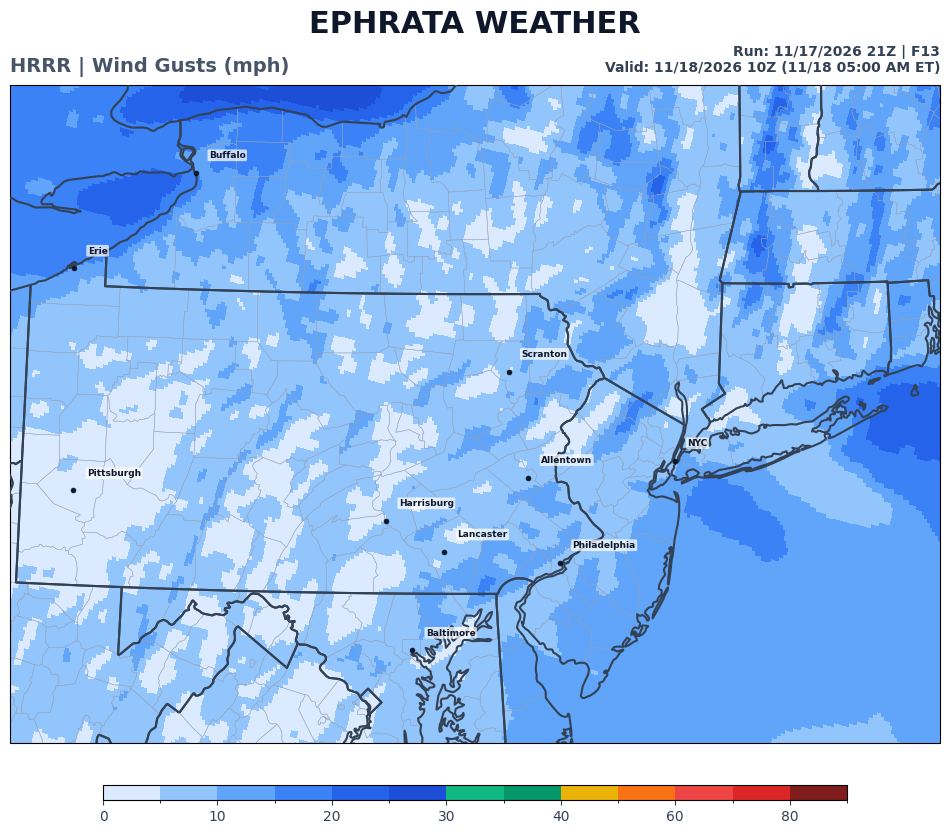 EPHRATA WEATHER
HRRR | Wind Gusts (mph)
Run: 11/17/2026 21Z | F13
Valid: 11/18/2026 10Z (11/18 05:00 AM ET)
Buffalo
Erie
Scranton
NYC
Allentown
Pittsburgh
Harrisburg
Lancaster
Philadelphia
Baltimore
0 10 20 30 40 60 80